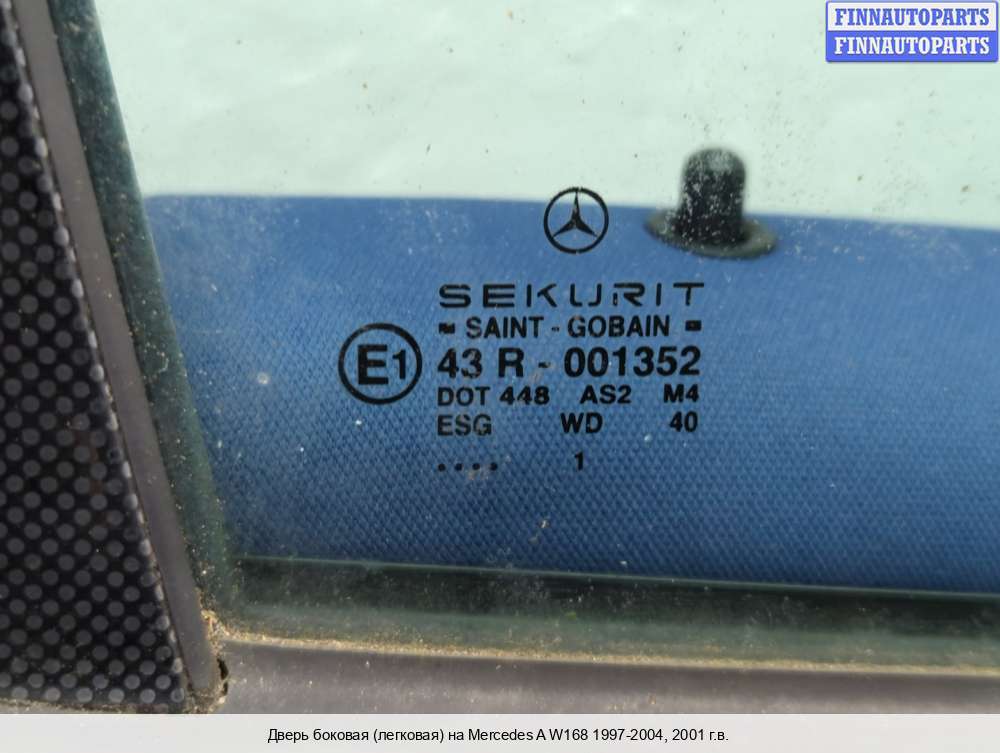 FINNAUTOPARTS
FINNAUTOPARTS
SEKURIT
SAINT - GOBAIN
E1
43 R - 001352
DOT 448 AS2 M4
ESG WD 40
.... 1
Дверь боковая (легковая) на Mercedes A W168 1997-2004, 2001 г.в.